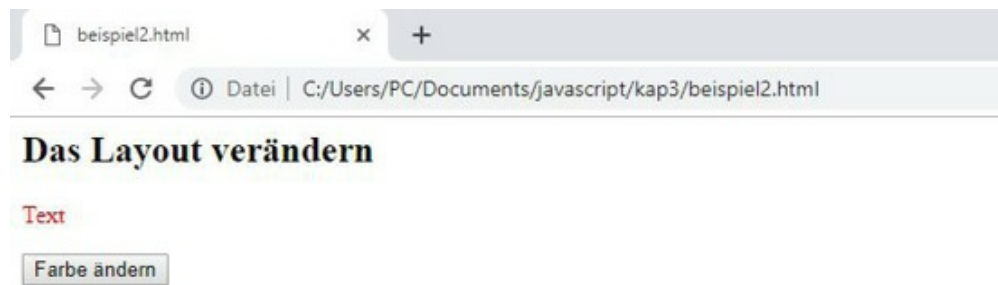 beispiel2.html
Datei | C:/Users/PC/Documents/javascript/kap3/beispiel2.html
Das Layout verändern
Text
Farbe ändern